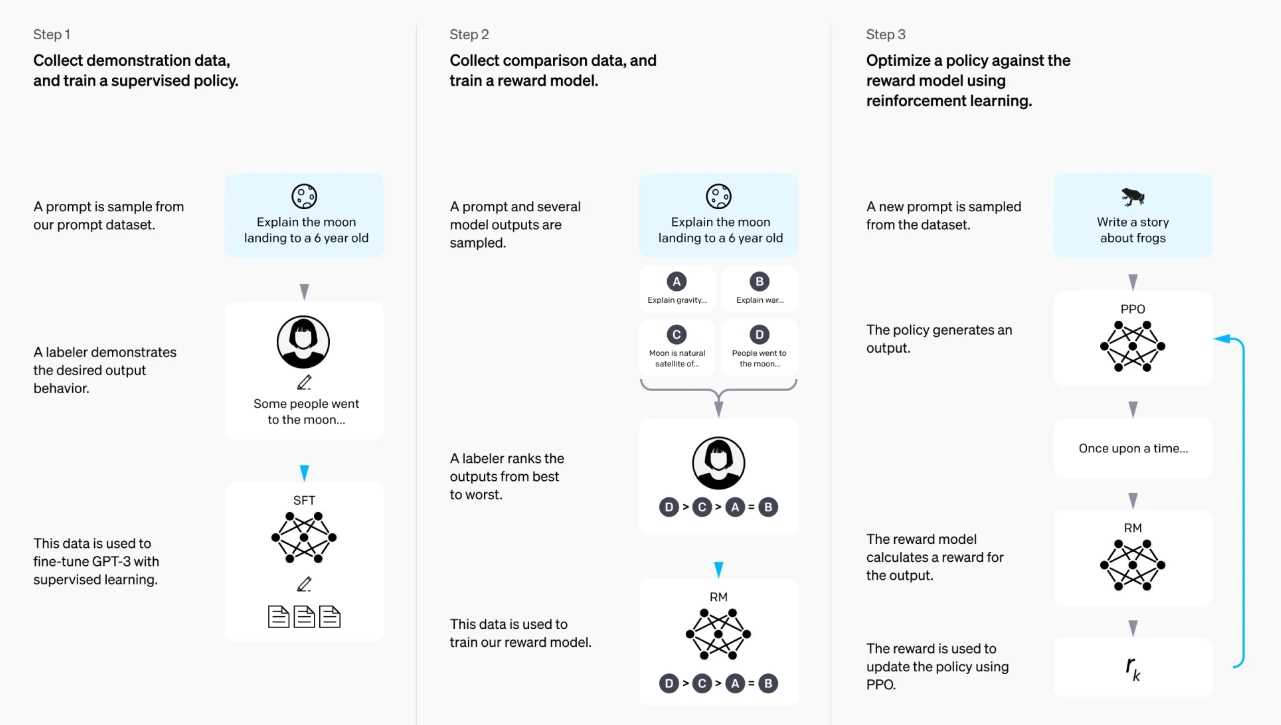 Step 1
Collect demonstration data,
and train a supervised policy.
A prompt is sample from
our prompt dataset.
Explain the moon
landing to a 6 year old
A labeler demonstrates
the desired output
behavior.
Some people went
to the moon...
This data is used to
fine-tune GPT-3 with
supervised learning.
SFT
Step 2
Collect comparison data, and
train a reward model.
A prompt and several
model outputs are
sampled.
Explain the moon
landing to a 6 year old
A
Explain gravity...
B
Explain war...
C
Moon is natural
satellite of...
D
People went to
the moon...
A labeler ranks the
outputs from best
to worst.
D > C > A = B
This data is used to
train our reward model.
RM
D > C > A = B
Step 3
Optimize a policy against the
reward model using
reinforcement learning.
A new prompt is sampled
from the dataset.
Write a story
about frogs
The policy generates an
output.
PPO
Once upon a time...
The reward model
calculates a reward for
the output.
RM
The reward is used to
update the policy using
PPO.
rk